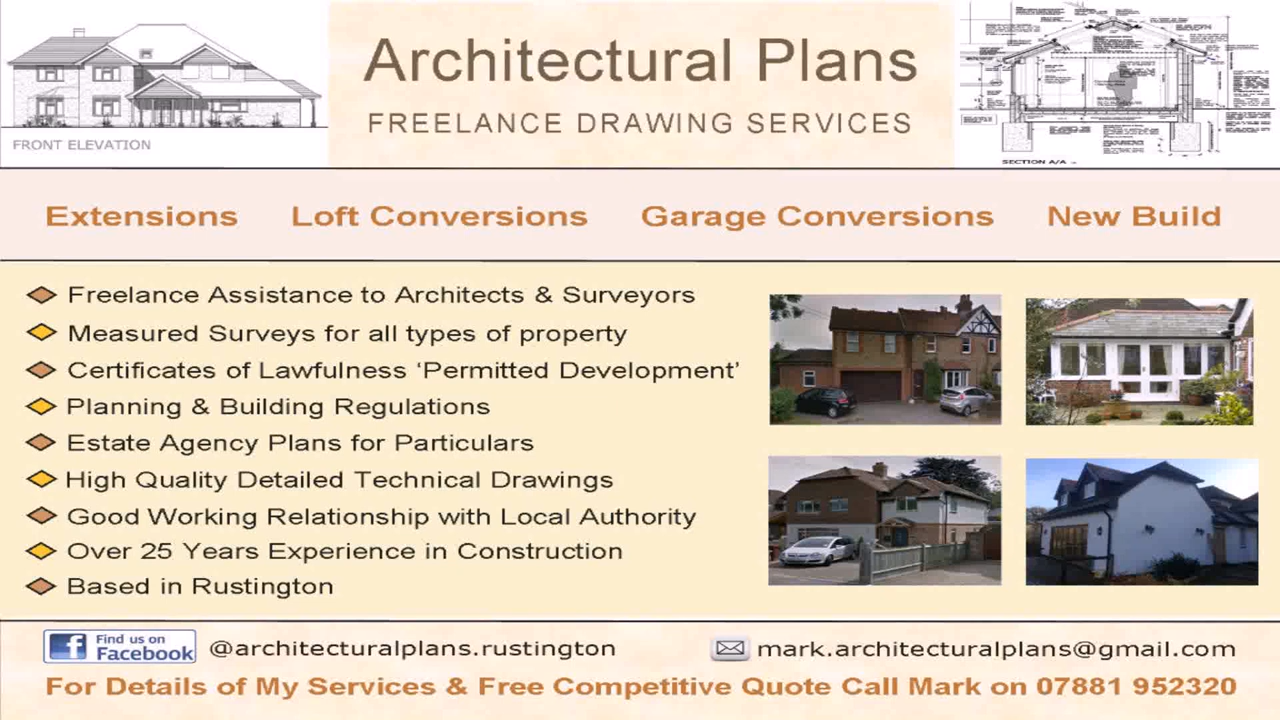 Architectural Plans
FREELANCE DRAWING SERVICES
FRONT ELEVATION
SECTION A/A
Extensions Loft Conversions Garage Conversions New Build
Freelance Assistance to Architects & Surveyors
Measured Surveys for all types of property
Certificates of Lawfulness ‘Permitted Development’
Planning & Building Regulations
Estate Agency Plans for Particulars
High Quality Detailed Technical Drawings
Good Working Relationship with Local Authority
Over 25 Years Experience in Construction
Based in Rustington
Find us on
Facebook
@architecturalplans.rustington mark.architecturalplans@gmail.com
For Details of My Services & Free Competitive Quote Call Mark on 07881 952320